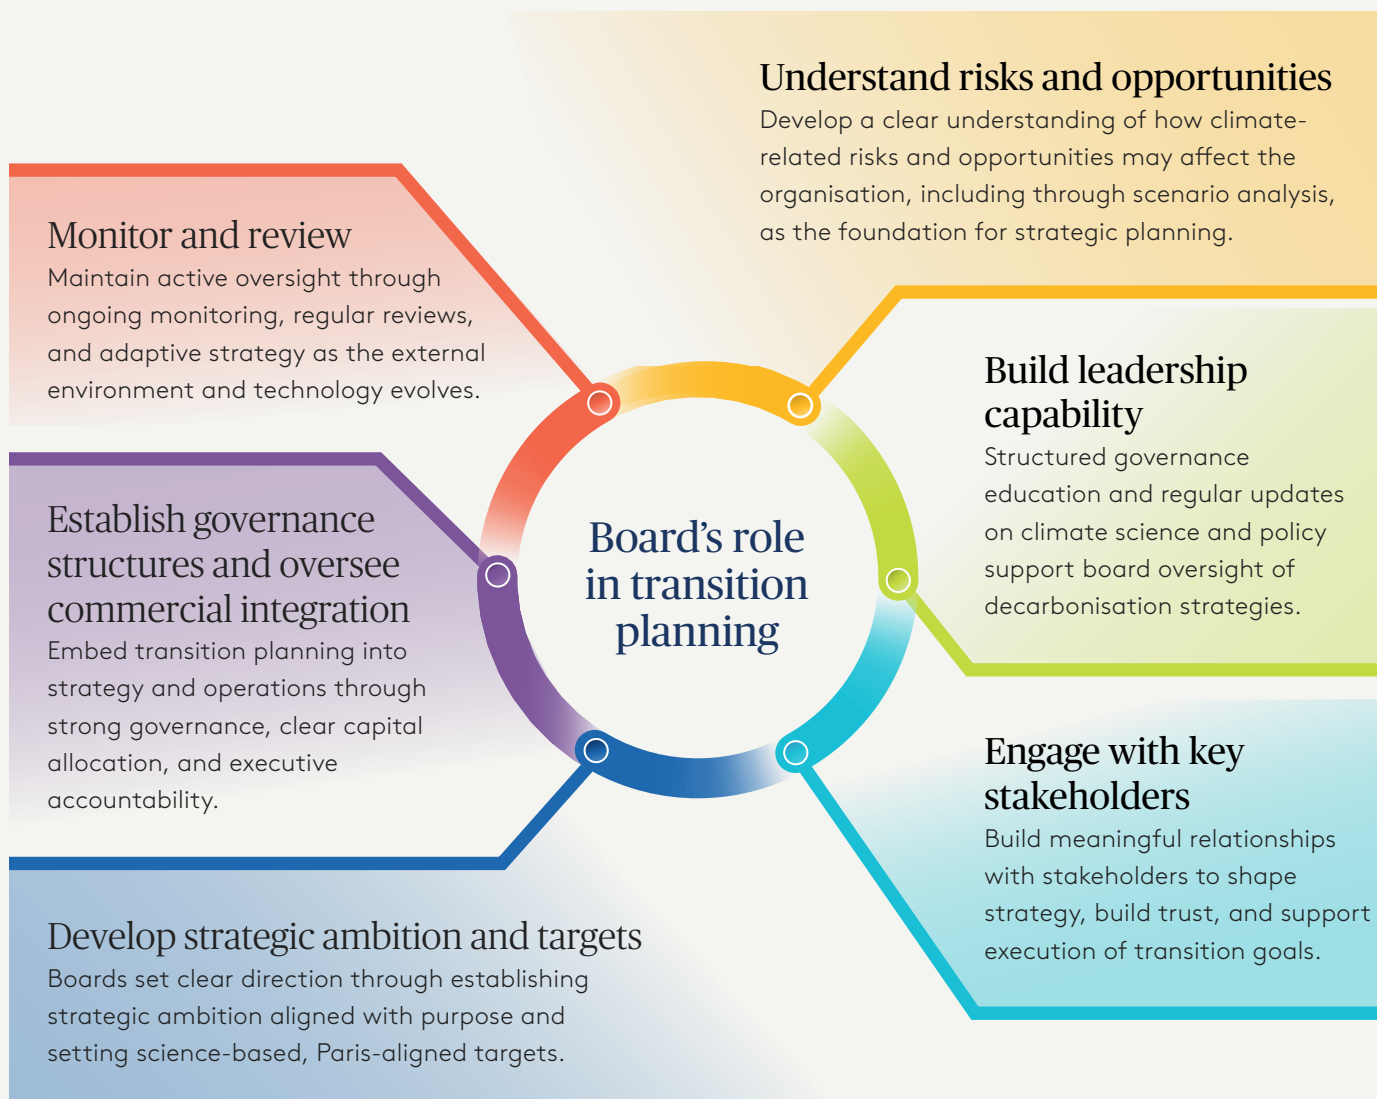 Understand risks and opportunities
Develop a clear understanding of how climate-
related risks and opportunities may affect the
organisation, including through scenario analysis,
as the foundation for strategic planning.
Build leadership
capability
Structured governance
education and regular updates
on climate science and policy
support board oversight of
decarbonisation strategies.
Engage with key
stakeholders
Build meaningful relationships
with stakeholders to shape
strategy, build trust, and support
execution of transition goals.
Develop strategic ambition and targets
Boards set clear direction through establishing
strategic ambition aligned with purpose and
setting science-based, Paris-aligned targets.
Establish governance
structures and oversee
commercial integration
Embed transition planning into
strategy and operations through
strong governance, clear capital
allocation, and executive
accountability.
Monitor and review
Maintain active oversight through
ongoing monitoring, regular reviews,
and adaptive strategy as the external
environment and technology evolves.
Board’s role
in transition
planning